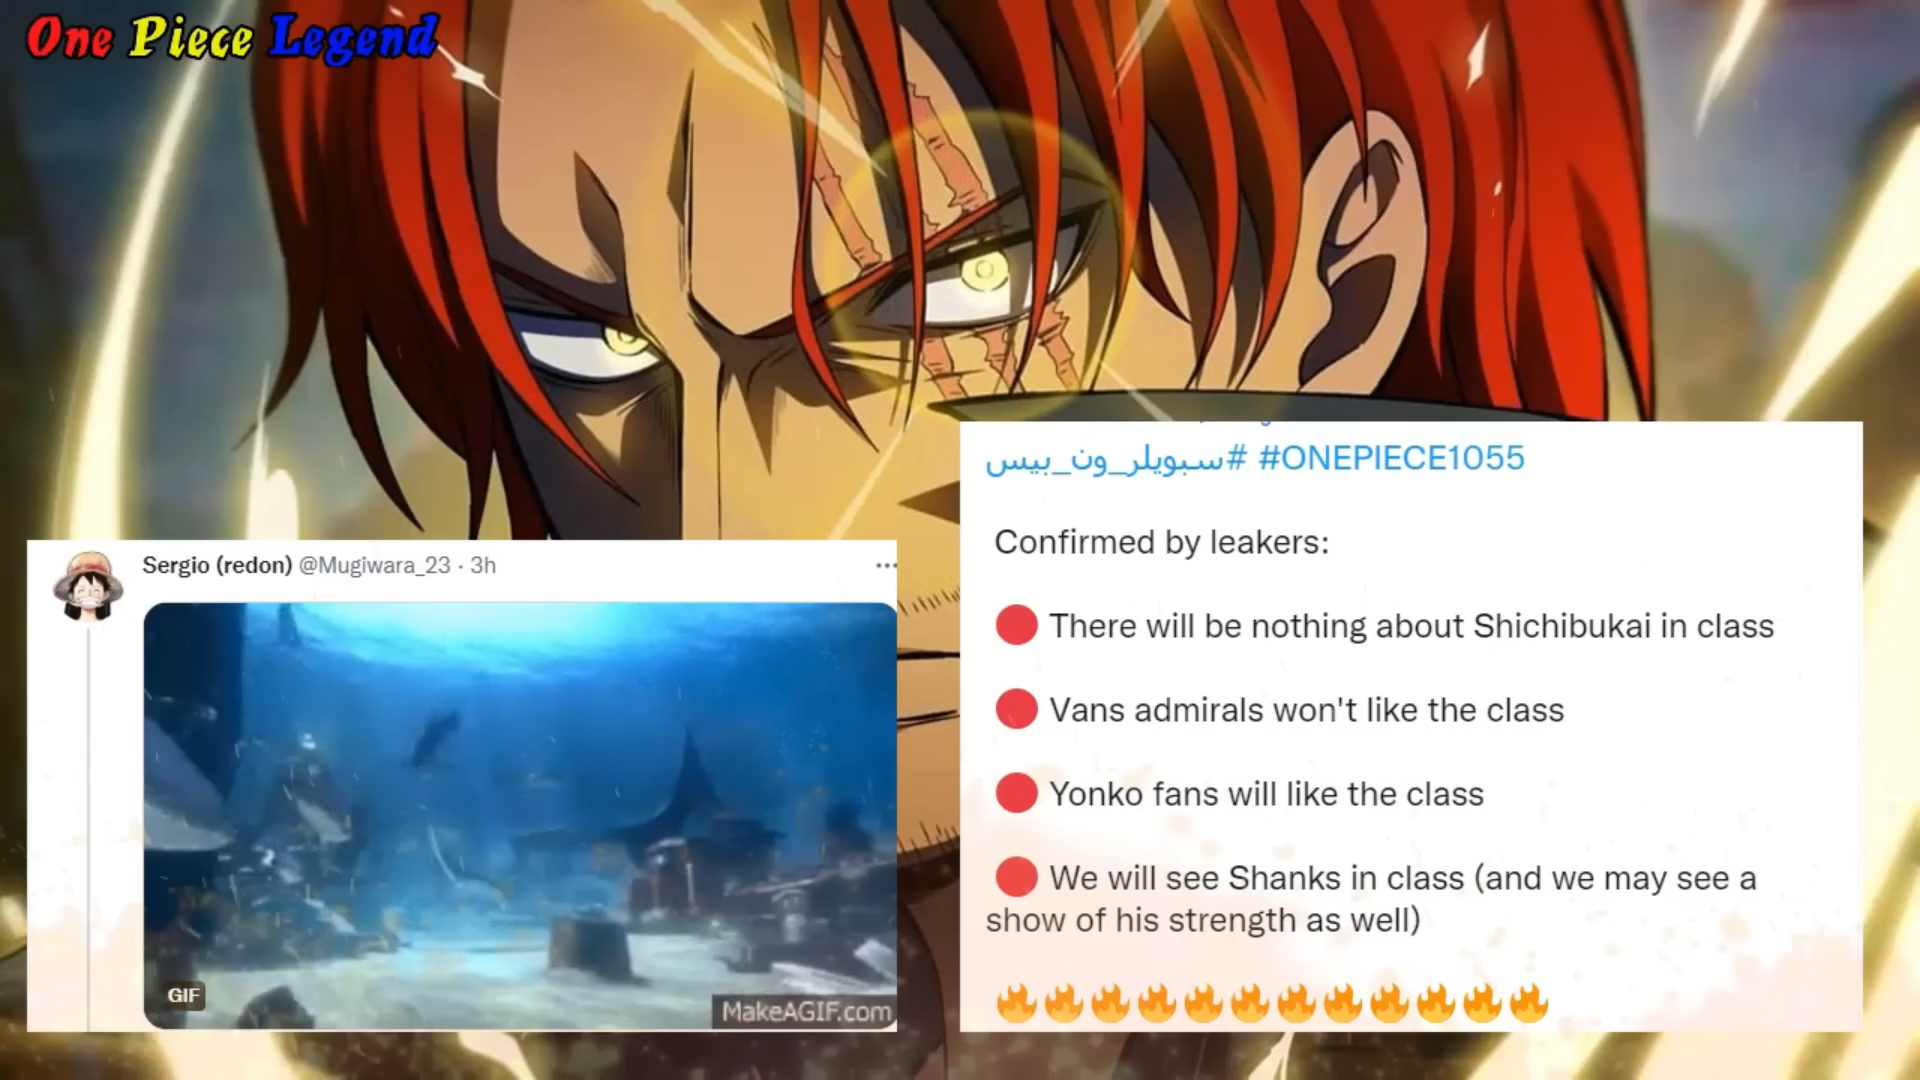 One Piece Legend
Sergio (redon) @Mugiwara_23 · 3h
GIF
MakeAGIF.com
#سبويلر_ون_بيس #ONEPIECE1055
Confirmed by leakers:
🔴 There will be nothing about Shichibukai in class
🔴 Vans admirals won't like the class
🔴 Yonko fans will like the class
🔴 We will see Shanks in class (and we may see a
show of his strength as well)
🔥🔥🔥🔥🔥🔥🔥🔥🔥🔥🔥🔥